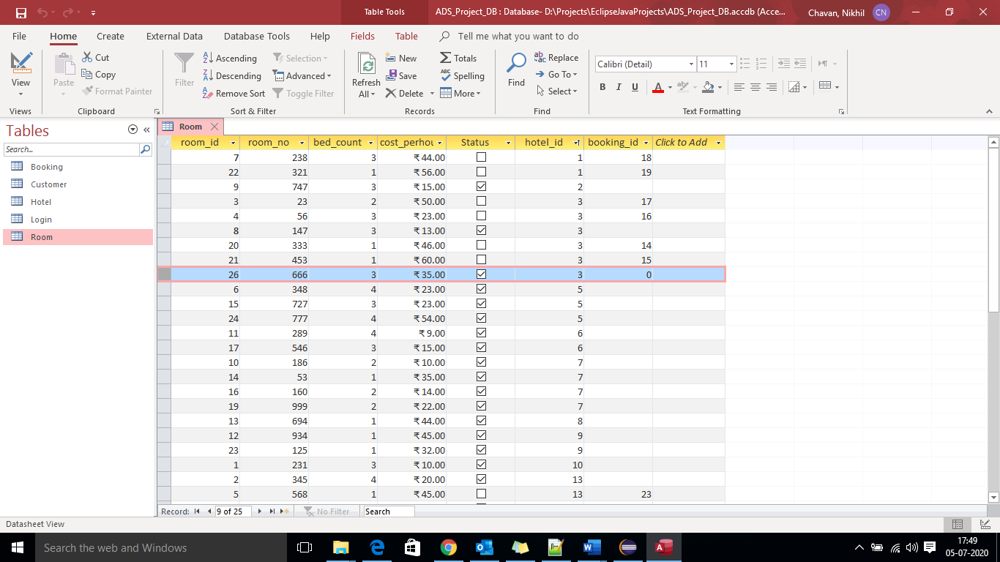 Table Tools
ADS_Project_DB : Database- D:\Projects\EclipseJavaProjects\ADS_Project_DB.accdb (Acce...
Chavan, Nikhil
CN
File Home Create External Data Database Tools Help Fields Table Tell me what you want to do
View
Views
Paste
Cut
Copy
Format Painter
Clipboard
Filter
Ascending
Descending
Remove Sort
Selection
Advanced
Toggle Filter
Sort & Filter
Refresh
All
New
Save
Delete
Totals
Spelling
More
Records
Find
Replace
Go To
Select
Find
Calibri (Detail) 11
B I U A
Text Formatting
Tables
Search...
Booking
Customer
Hotel
Login
Room
Room
room_id room_no bed_count cost_perhou Status hotel_id booking_id Click to Add
7 238 3 ₹ 44.00 1 18
22 321 1 ₹ 56.00 1 19
9 747 3 ₹ 15.00 2
3 23 2 ₹ 50.00 3 17
4 56 3 ₹ 23.00 3 16
8 147 3 ₹ 13.00 3
20 333 1 ₹ 46.00 3 14
21 453 1 ₹ 60.00 3 15
26 666 3 ₹ 35.00 3 0
6 348 4 ₹ 23.00 5
15 727 3 ₹ 23.00 5
24 777 4 ₹ 54.00 5
11 289 4 ₹ 9.00 6
17 546 3 ₹ 15.00 6
10 186 2 ₹ 10.00 7
14 53 1 ₹ 35.00 7
16 160 2 ₹ 14.00 7
19 999 2 ₹ 22.00 7
13 694 1 ₹ 44.00 8
12 934 1 ₹ 45.00 9
23 125 1 ₹ 32.00 9
1 231 3 ₹ 10.00 10
2 345 4 ₹ 20.00 13
5 568 1 ₹ 45.00 13 23
Record: 9 of 25 No Filter Search
Datasheet View
Search the web and Windows
17:49
05-07-2020